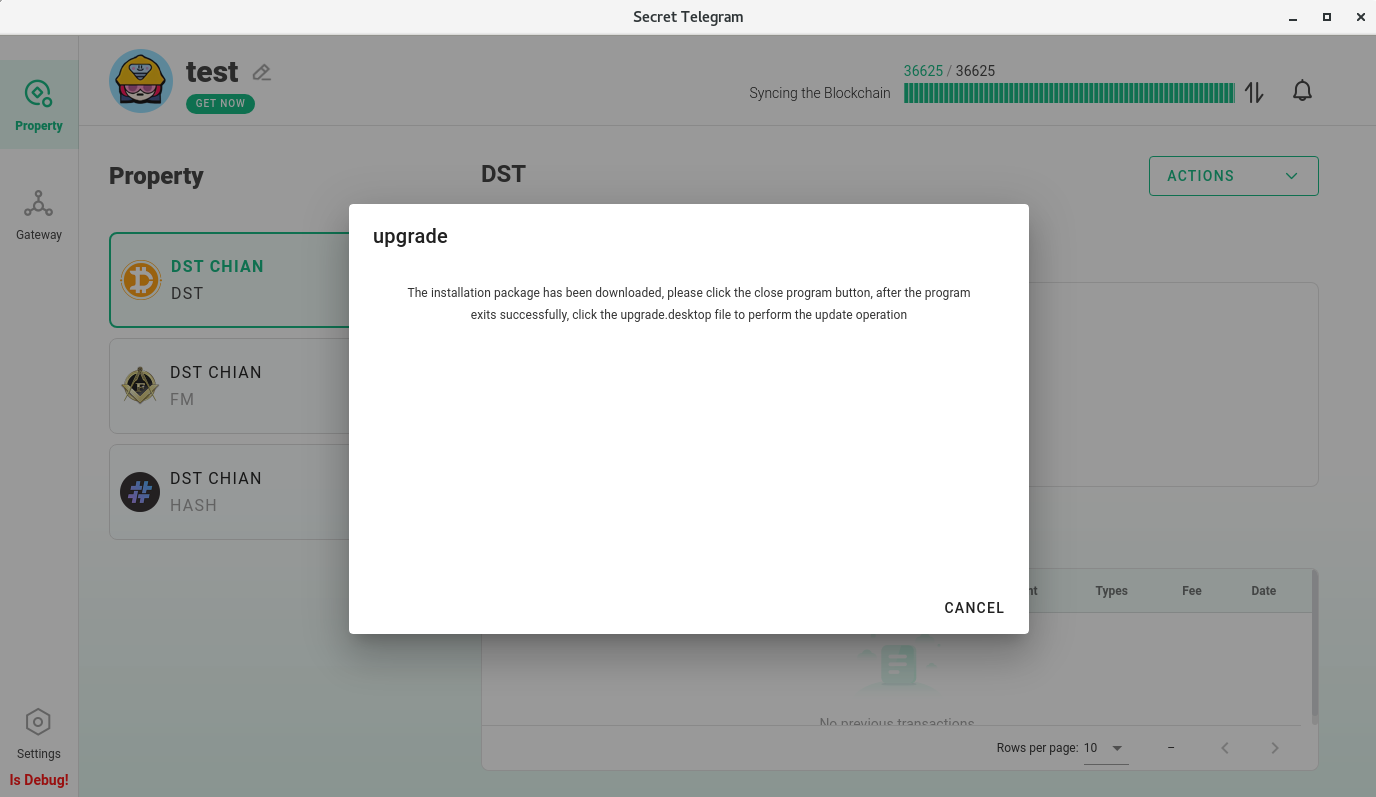 Secret Telegram
test
GET NOW
Syncing the Blockchain
36625 / 36625
Property
Gateway
Property
DST
ACTIONS
DST CHIAN
DST
DST CHIAN
FM
DST CHIAN
HASH
upgrade
The installation package has been downloaded, please click the close program button, after the program
exits successfully, click the upgrade.desktop file to perform the update operation
CANCEL
Types Fee Date
No previous transactions
Rows per page: 10 –
Settings
Is Debug!